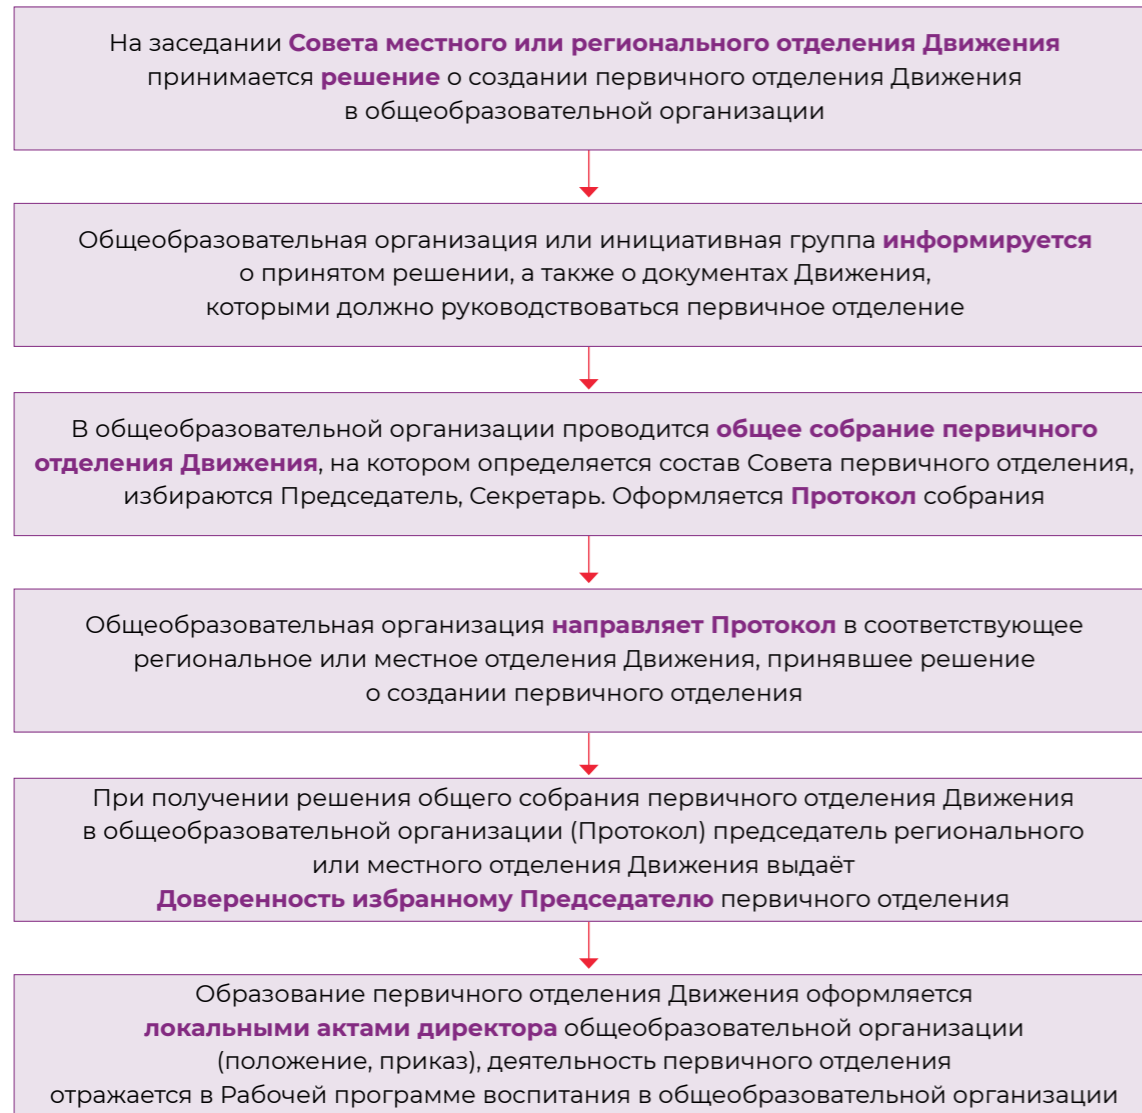 На заседании Совета местного или регионального отделения Движения
принимается решение о создании первичного отделения Движения
в общеобразовательной организации
Общеобразовательная организация или инициативная группа информируется
о принятом решении, а также о документах Движения,
которыми должно руководствоваться первичное отделение
В общеобразовательной организации проводится общее собрание первичного
отделения Движения, на котором определяется состав Совета первичного отделения,
избираются Председатель, Секретарь. Оформляется Протокол собрания
Общеобразовательная организация направляет Протокол в соответствующее
региональное или местное отделения Движения, принявшее решение
о создании первичного отделения
При получении решения общего собрания первичного отделения Движения
в общеобразовательной организации (Протокол) председатель регионального
или местного отделения Движения выдаёт
Доверенность избранному Председателю первичного отделения
Образование первичного отделения Движения оформляется
локальными актами директора общеобразовательной организации
(положение, приказ), деятельность первичного отделения
отражается в Рабочей программе воспитания в общеобразовательной организации